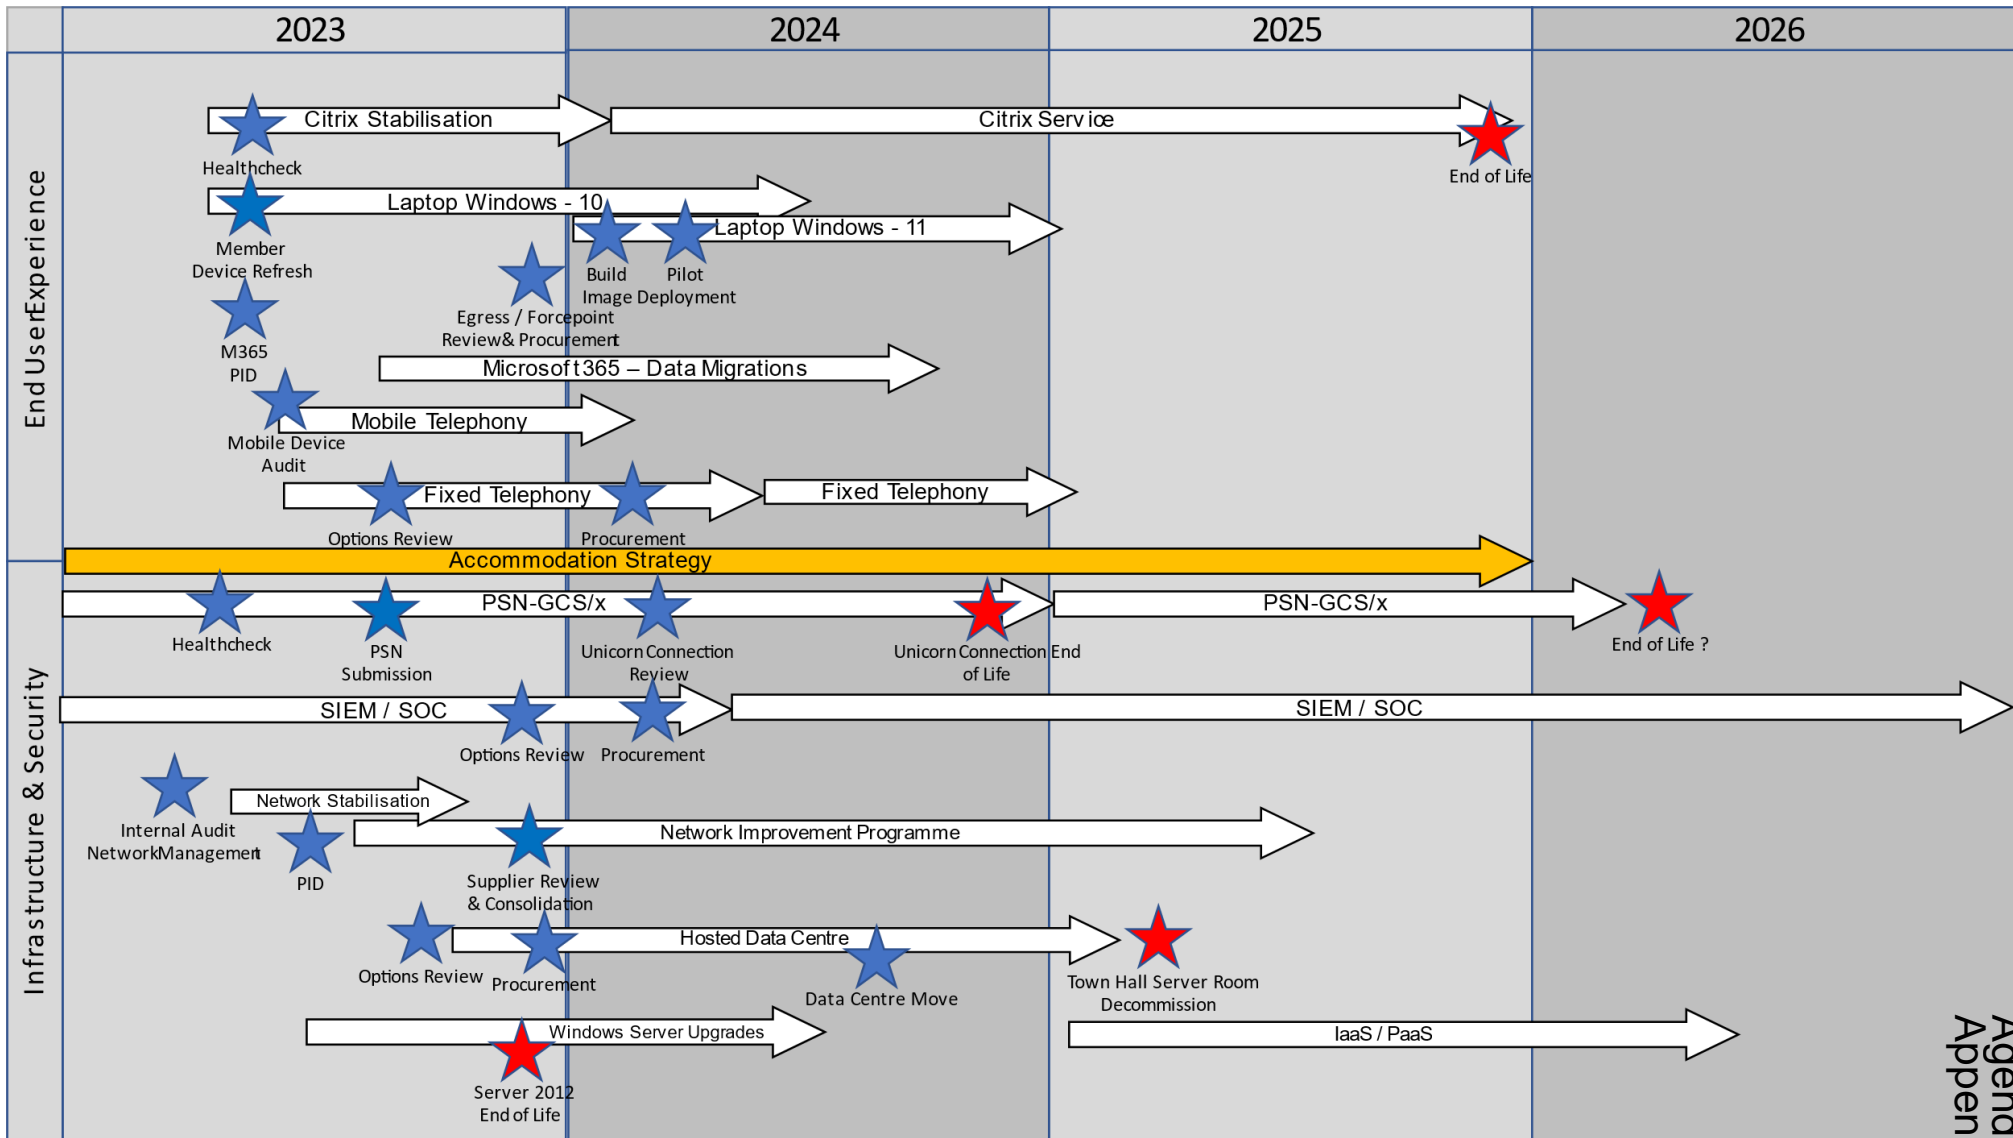 2023
2024
2025
2026
End User Experience
Citrix Stabilisation
Citrix Service
Healthcheck
End of Life
Laptop Windows - 10
Laptop Windows - 11
Member
Device Refresh
Build
Image
Pilot
Deployment
Egress / Forcepoint
Review& Procurement
M365
PID
Microsoft365 – Data Migrations
Mobile Telephony
Mobile Device
Audit
Fixed Telephony
Fixed Telephony
Options Review
Procurement
Accommodation Strategy
Infrastructure & Security
PSN-GCS/x
PSN-GCS/x
Healthcheck
PSN
Submission
Unicorn Connection
Review
Unicorn Connection End
of Life
End of Life ?
SIEM / SOC
SIEM / SOC
Options Review
Procurement
Internal Audit
NetworkManagement
Network Stabilisation
PID
Network Improvement Programme
Supplier Review
& Consolidation
Hosted Data Centre
Options Review
Procurement
Data Centre Move
Town Hall Server Room
Decommission
Windows Server Upgrades
IaaS / PaaS
Server 2012
End of Life
Agend
Appen